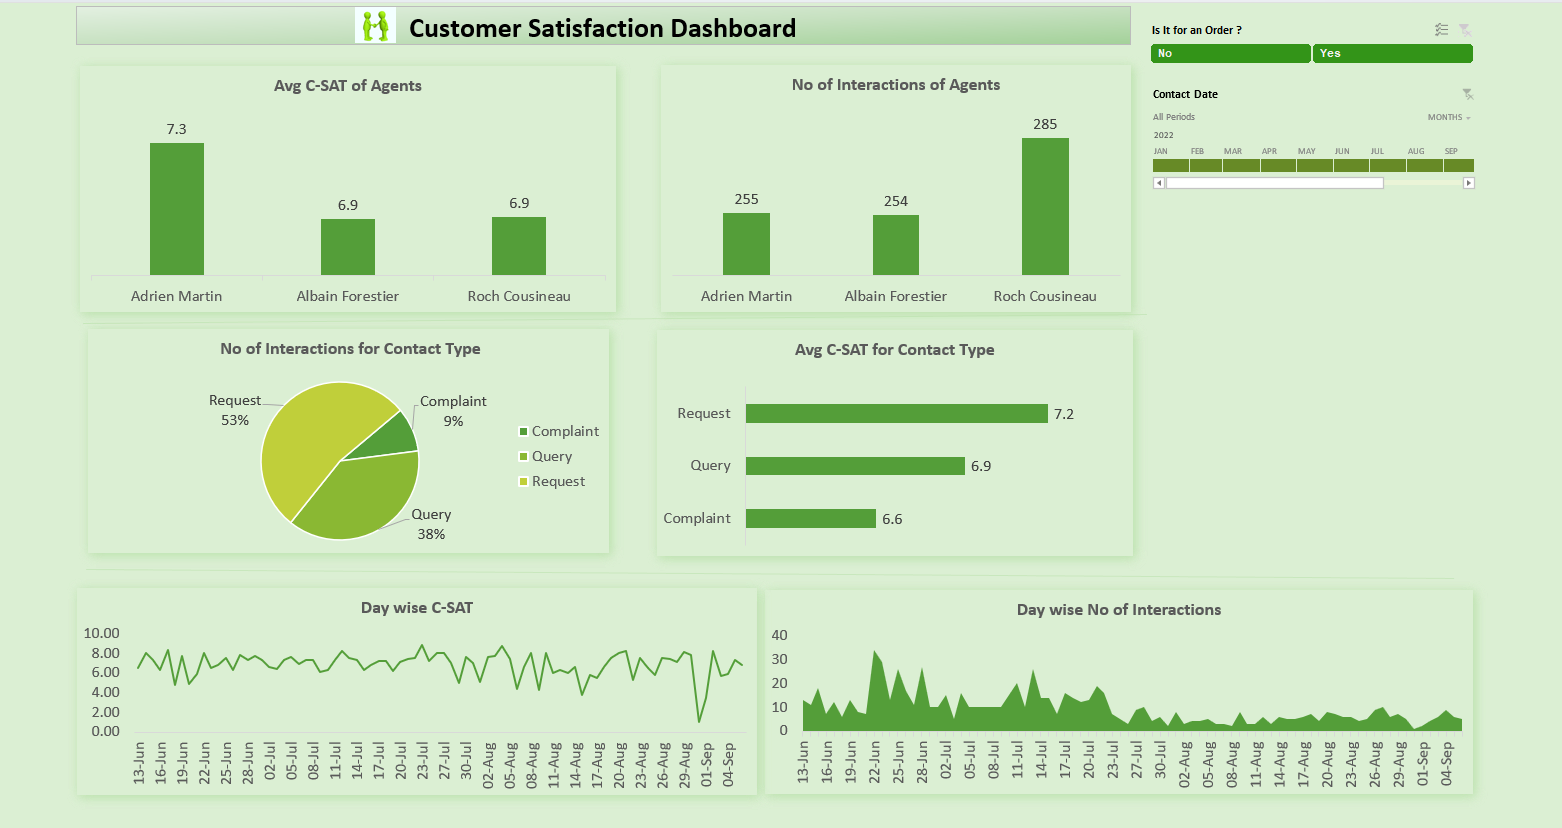 Customer Satisfaction Dashboard
Is It for an Order ?
No
Yes
Contact Date
All Periods
MONTHS
2022
JAN FEB MAR APR MAY JUN JUL AUG SEP
Avg C-SAT of Agents
7.3
6.9
6.9
Adrien Martin
Albain Forestier
Roch Cousineau
No of Interactions of Agents
255
254
285
Adrien Martin
Albain Forestier
Roch Cousineau
No of Interactions for Contact Type
Request
53%
Complaint
9%
Query
38%
Complaint
Query
Request
Avg C-SAT for Contact Type
Request
7.2
Query
6.9
Complaint
6.6
Day wise C-SAT
10.00
8.00
6.00
4.00
2.00
0.00
13-Jun
16-Jun
19-Jun
22-Jun
25-Jun
28-Jun
02-Jul
05-Jul
08-Jul
11-Jul
14-Jul
17-Jul
20-Jul
23-Jul
27-Jul
30-Jul
02-Aug
05-Aug
08-Aug
11-Aug
14-Aug
17-Aug
20-Aug
23-Aug
26-Aug
29-Aug
01-Sep
04-Sep
Day wise No of Interactions
40
30
20
10
0
13-Jun
16-Jun
19-Jun
22-Jun
25-Jun
28-Jun
02-Jul
05-Jul
08-Jul
11-Jul
14-Jul
17-Jul
20-Jul
23-Jul
27-Jul
30-Jul
02-Aug
05-Aug
08-Aug
11-Aug
14-Aug
17-Aug
20-Aug
23-Aug
26-Aug
29-Aug
01-Sep
04-Sep